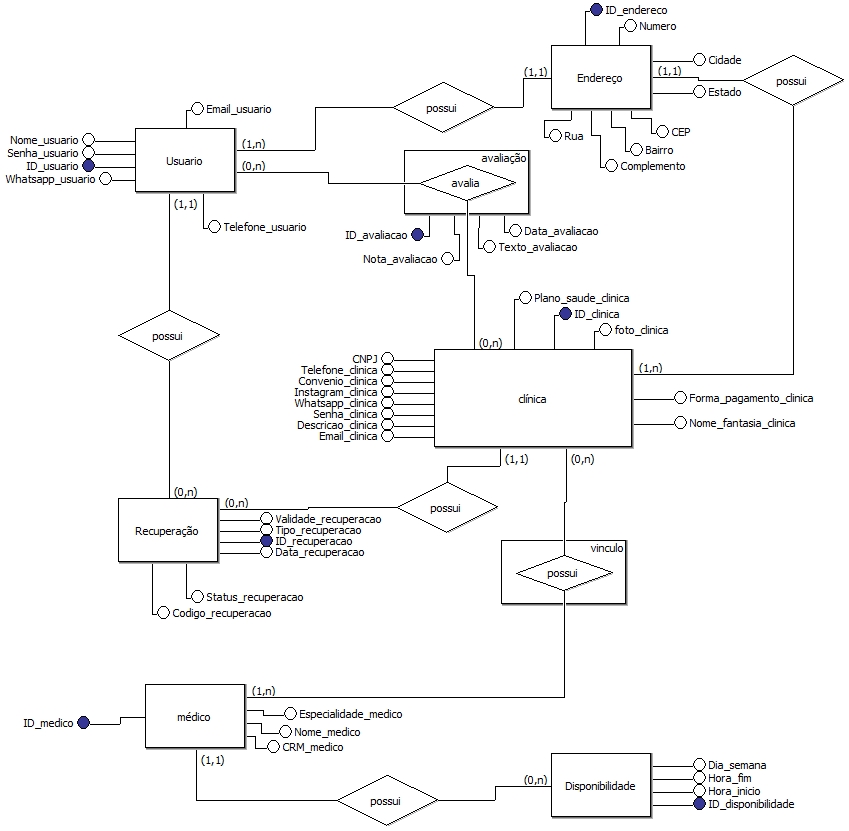 ID_endereco
Numero
Endereço
Cidade
Estado
(1,1)
(1,1)
possui
possui
CEP
Rua
Bairro
Complemento
Email_usuario
Nome_usuario
Senha_usuario
ID_usuario
Whatsapp_usuario
Usuario
(1,n)
(0,n)
(1,1)
Telefone_usuario
avaliação
avalia
ID_avaliacao
Data_avaliacao
Texto_avaliacao
Nota_avaliacao
possui
Plano_saude_clinica
ID_clinica
foto_clinica
(0,n)
CNPJ
Telefone_clinica
Convenio_clinica
Instagram_clinica
Whatsapp_clinica
Senha_clinica
Descricao_clinica
Email_clinica
clínica
(1,n)
Forma_pagamento_clinica
Nome_fantasia_clinica
(1,1)
(0,n)
(0,n)
(0,n)
possui
Recuperação
Validade_recuperacao
Tipo_recuperacao
ID_recuperacao
Data_recuperacao
Status_recuperacao
Codigo_recuperacao
vinculo
possui
ID_medico
médico
(1,n)
Especialidade_medico
Nome_medico
CRM_medico
(1,1)
possui
(0,n)
Disponibilidade
Dia_semana
Hora_fim
Hora_inicio
ID_disponibilidade